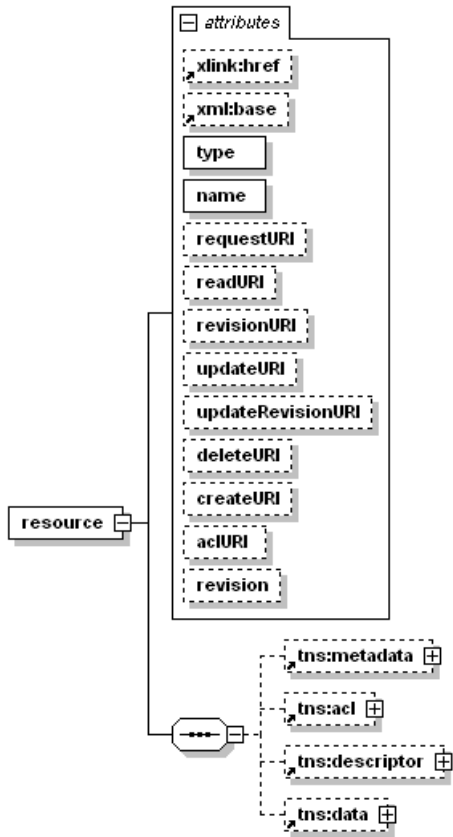 attributes
xlink:href
xml:base
type
name
requestURI
readURI
revisionURI
updateURI
updateRevisionURI
deleteURI
createURI
aclURI
revision
resource
tns:metadata
tns:acl
tns:descriptor
tns:data